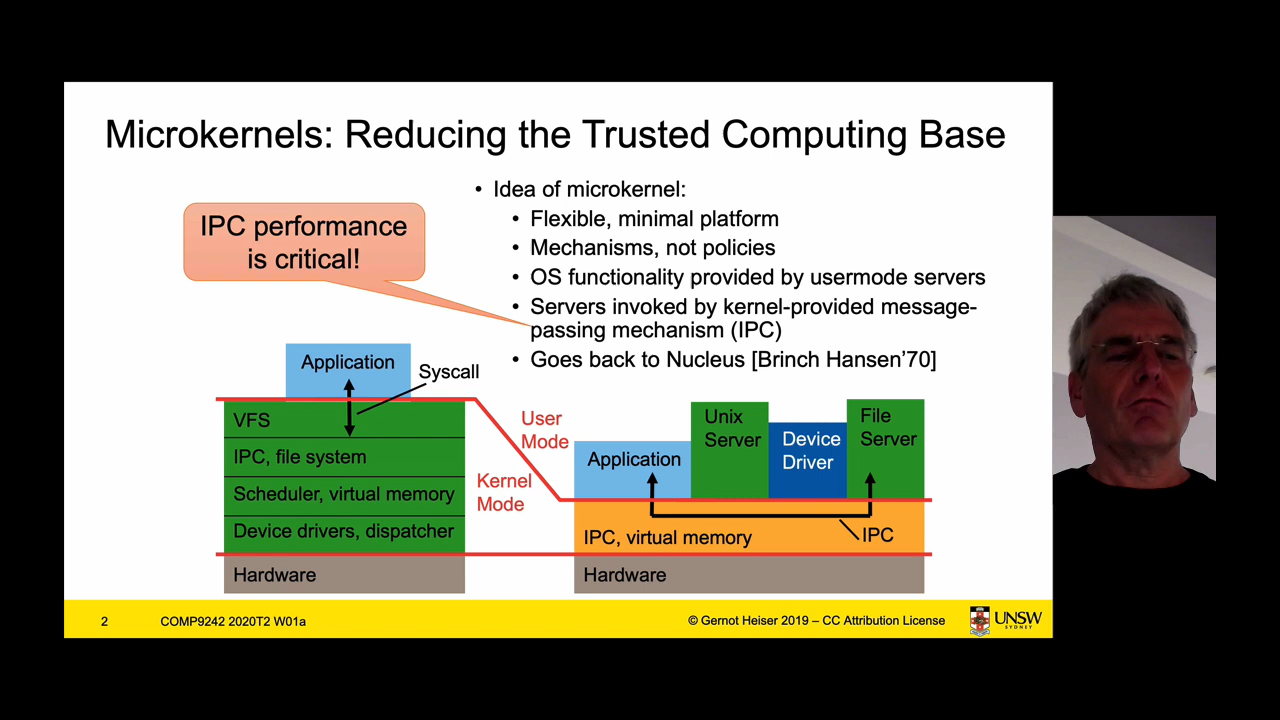 Microkernels: Reducing the Trusted Computing Base
• Idea of microkernel:
• Flexible, minimal platform
• Mechanisms, not policies
• OS functionality provided by usermode servers
• Servers invoked by kernel-provided message-
passing mechanism (IPC)
• Goes back to Nucleus [Brinch Hansen’70]
IPC performance
is critical!
Application
Syscall
VFS
IPC, file system
Scheduler, virtual memory
Device drivers, dispatcher
Hardware
User
Mode
Kernel
Mode
Application
Unix
Server
Device
Driver
File
Server
IPC, virtual memory
IPC
Hardware
2
COMP9242 2020T2 W01a
© Gernot Heiser 2019 – CC Attribution License
UNSW
SYDNEY